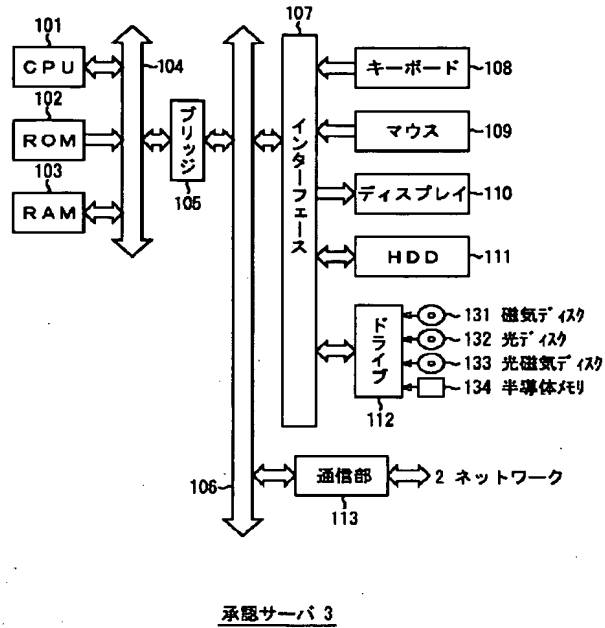 107
101
CPU
104
102
ROM
103
RAM
ブリッジ
105
インターフェース
キーボード 108
マウス 109
ディスプレイ 110
HDD 111
ドライブ
112
131 磁気ディスク
132 光ディスク
133 光磁気ディスク
134 半導体メモリ
106
通信部
113
2 ネットワーク
承認サーバ 3